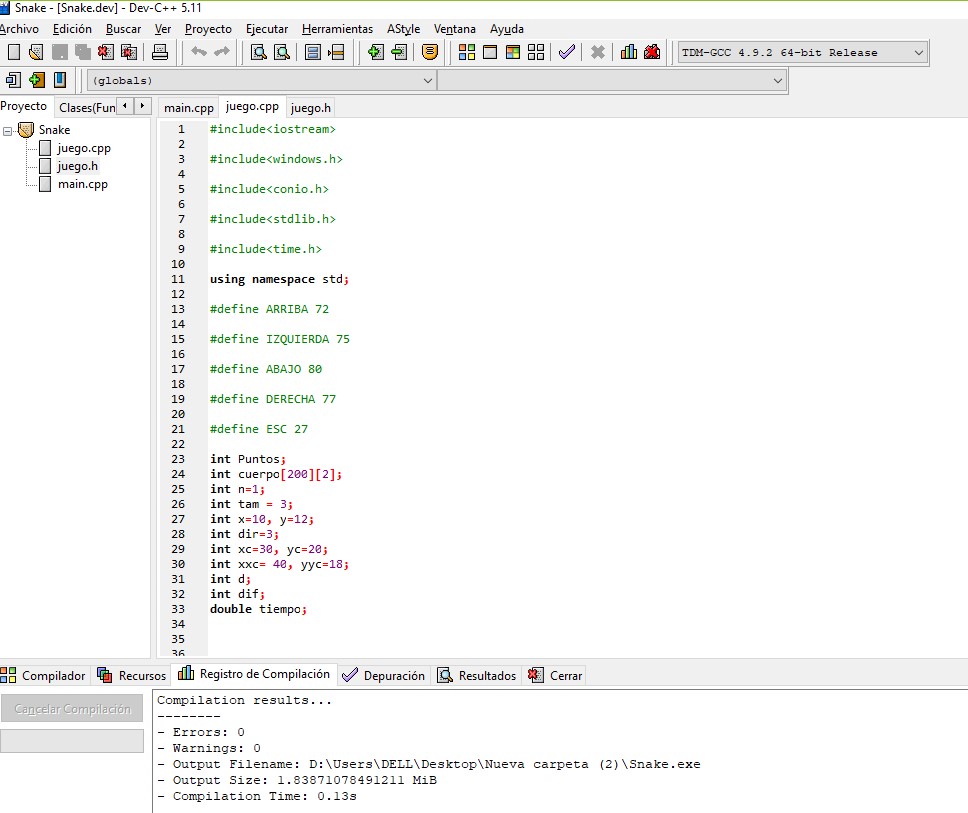 Snake - [Snake.dev] - Dev-C++ 5.11
Archivo Edición Buscar Ver Proyecto Ejecutar Herramientas AStyle Ventana Ayuda
TDM-GCC 4.9.2 64-bit Release
(globals)
Proyecto Clases(Fun main.cpp juego.cpp juego.h
Snake
juego.cpp
juego.h
main.cpp
1 #include<iostream>
2
3 #include<windows.h>
4
5 #include<conio.h>
6
7 #include<stdlib.h>
8
9 #include<time.h>
10
11 using namespace std;
12
13 #define ARRIBA 72
14
15 #define IZQUIERDA 75
16
17 #define ABAJO 80
18
19 #define DERECHA 77
20
21 #define ESC 27
22
23 int Puntos;
24 int cuerpo[200][2];
25 int n=1;
26 int tam = 3;
27 int x=10, y=12;
28 int dir=3;
29 int xc=30, yc=20;
30 int xxc= 40, yyc=18;
31 int d;
32 int dif;
33 double tiempo;
34
35
36
Compilador Recursos Registro de Compilación Depuración Resultados Cerrar
Cancelar Compilación
Compilation results...
--------
- Errors: 0
- Warnings: 0
- Output Filename: D:\Users\DELL\Desktop\Nueva carpeta (2)\Snake.exe
- Output Size: 1.83871078491211 MiB
- Compilation Time: 0.13s